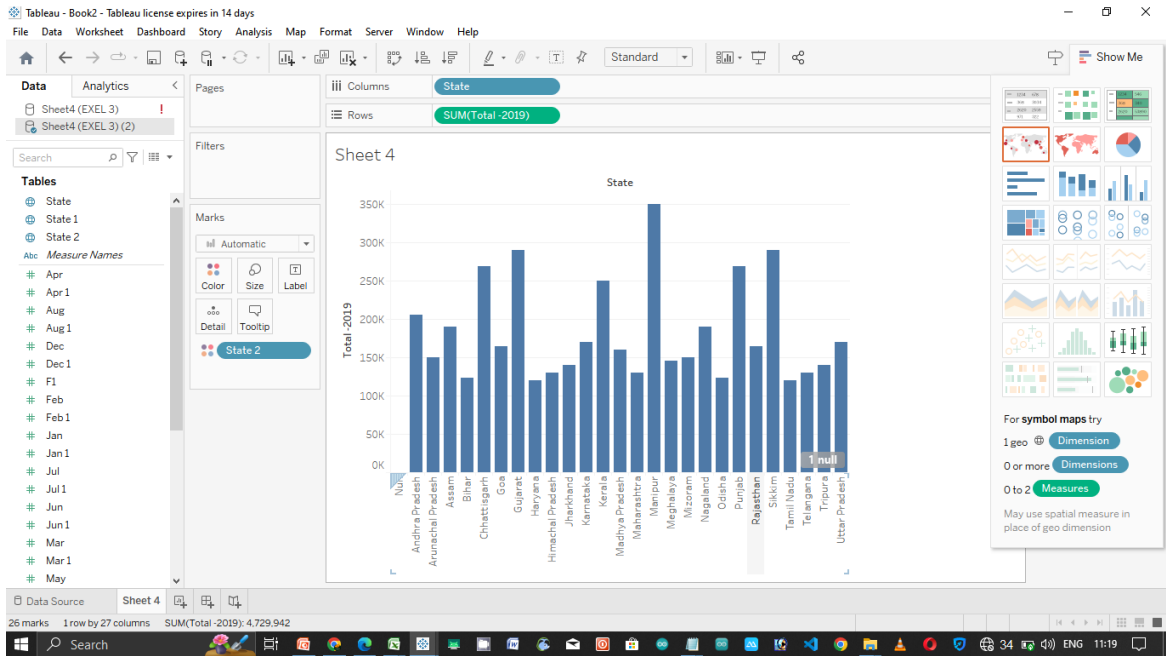 Tableau - Book2 - Tableau license expires in 14 days
File Data Worksheet Dashboard Story Analysis Map Format Server Window Help
Standard
Show Me
Data Analytics
Sheet4 (EXEL 3) !
Sheet4 (EXEL 3) (2)
Search
Tables
State
State 1
State 2
Abc Measure Names
# Apr
# Apr 1
# Aug
# Aug 1
# Dec
# Dec 1
# F1
# Feb
# Feb 1
# Jan
# Jan 1
# Jul
# Jul 1
# Jun
# Jun 1
# Mar
# Mar 1
# May
Pages
Filters
Marks
Automatic
Color Size Label
Detail Tooltip
State 2
Columns State
Rows SUM(Total -2019)
Sheet 4
State
350K
300K
250K
200K
150K
100K
50K
0K
Total -2019
1 null
Null
Andhra Pradesh
Arunachal Pradesh
Assam
Bihar
Chhattisgarh
Goa
Gujarat
Haryana
Himachal Pradesh
Jharkhand
Karnataka
Kerala
Madhya Pradesh
Maharashtra
Manipur
Meghalaya
Mizoram
Nagaland
Odisha
Punjab
Rajasthan
Sikkim
Tamil Nadu
Telangana
Tripura
Uttar Pradesh
For symbol maps try
1 geo Dimension
0 or more Dimensions
0 to 2 Measures
May use spatial measure in
place of geo dimension
Data Source Sheet 4
26 marks 1 row by 27 columns SUM(Total -2019): 4,729,942
Search
34 ENG 11:19